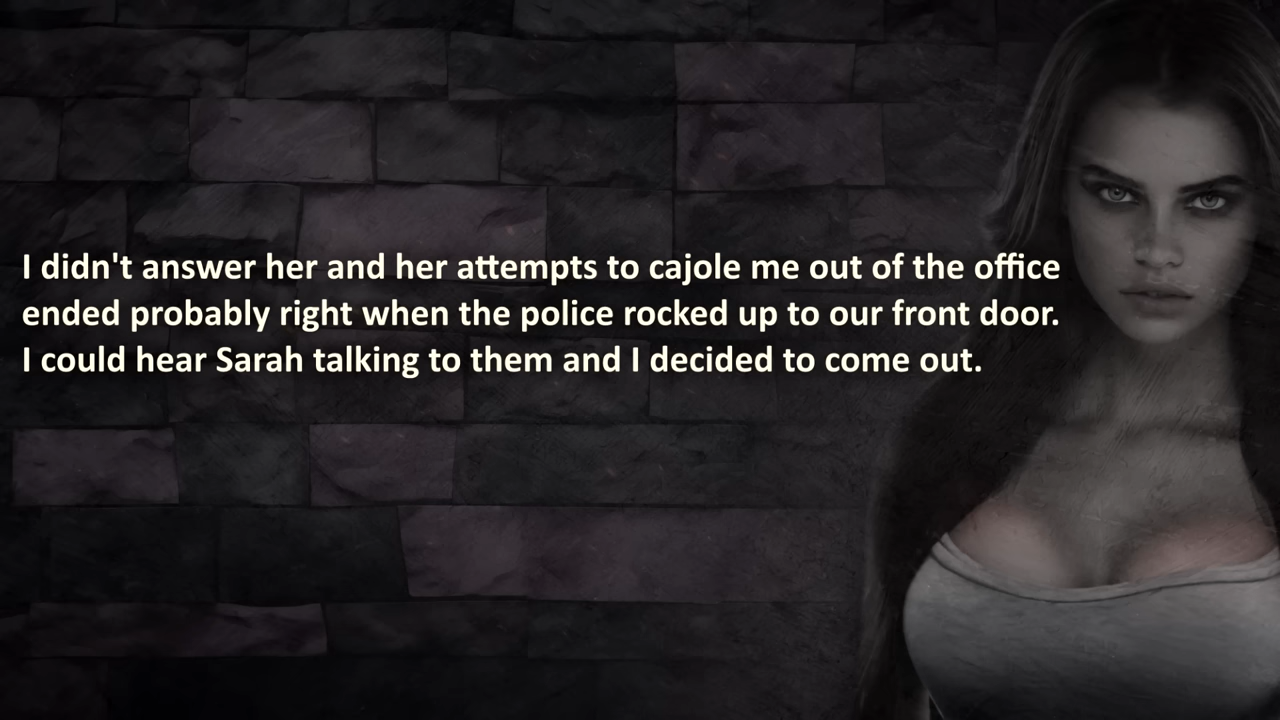 I didn't answer her and her attempts to cajole me out of the office
ended probably right when the police rocked up to our front door.
I could hear Sarah talking to them and I decided to come out.